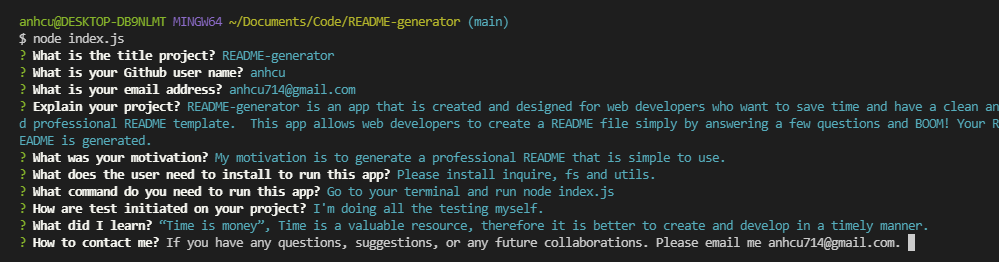 anhcu@DESKTOP-DB9NLMT MINGW64 ~/Documents/Code/README-generator (main)
$ node index.js
? What is the title project? README-generator
? What is your Github user name? anhcu
? What is your email address? anhcu714@gmail.com
? Explain your project? README-generator is an app that is created and designed for web developers who want to save time and have a clean an
d professional README template.  This app allows web developers to create a README file simply by answering a few questions and BOOM! Your R
EADME is generated.
? What was your motivation? My motivation is to generate a professional README that is simple to use.
? What does the user need to install to run this app? Please install inquire, fs and utils.
? What command do you need to run this app? Go to your terminal and run node index.js
? How are test initiated on your project? I'm doing all the testing myself.
? What did I learn? “Time is money”, Time is a valuable resource, therefore it is better to create and develop in a timely manner.
? How to contact me? If you have any questions, suggestions, or any future collaborations. Please email me anhcu714@gmail.com.